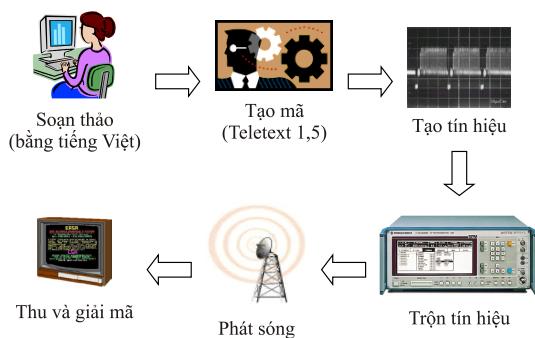 Soạn thảo
(bằng tiếng Việt)
Tạo mã
(Teletext 1,5)
Tạo tín hiệu
Trộn tín hiệu
Phát sóng
Thu và giải mã